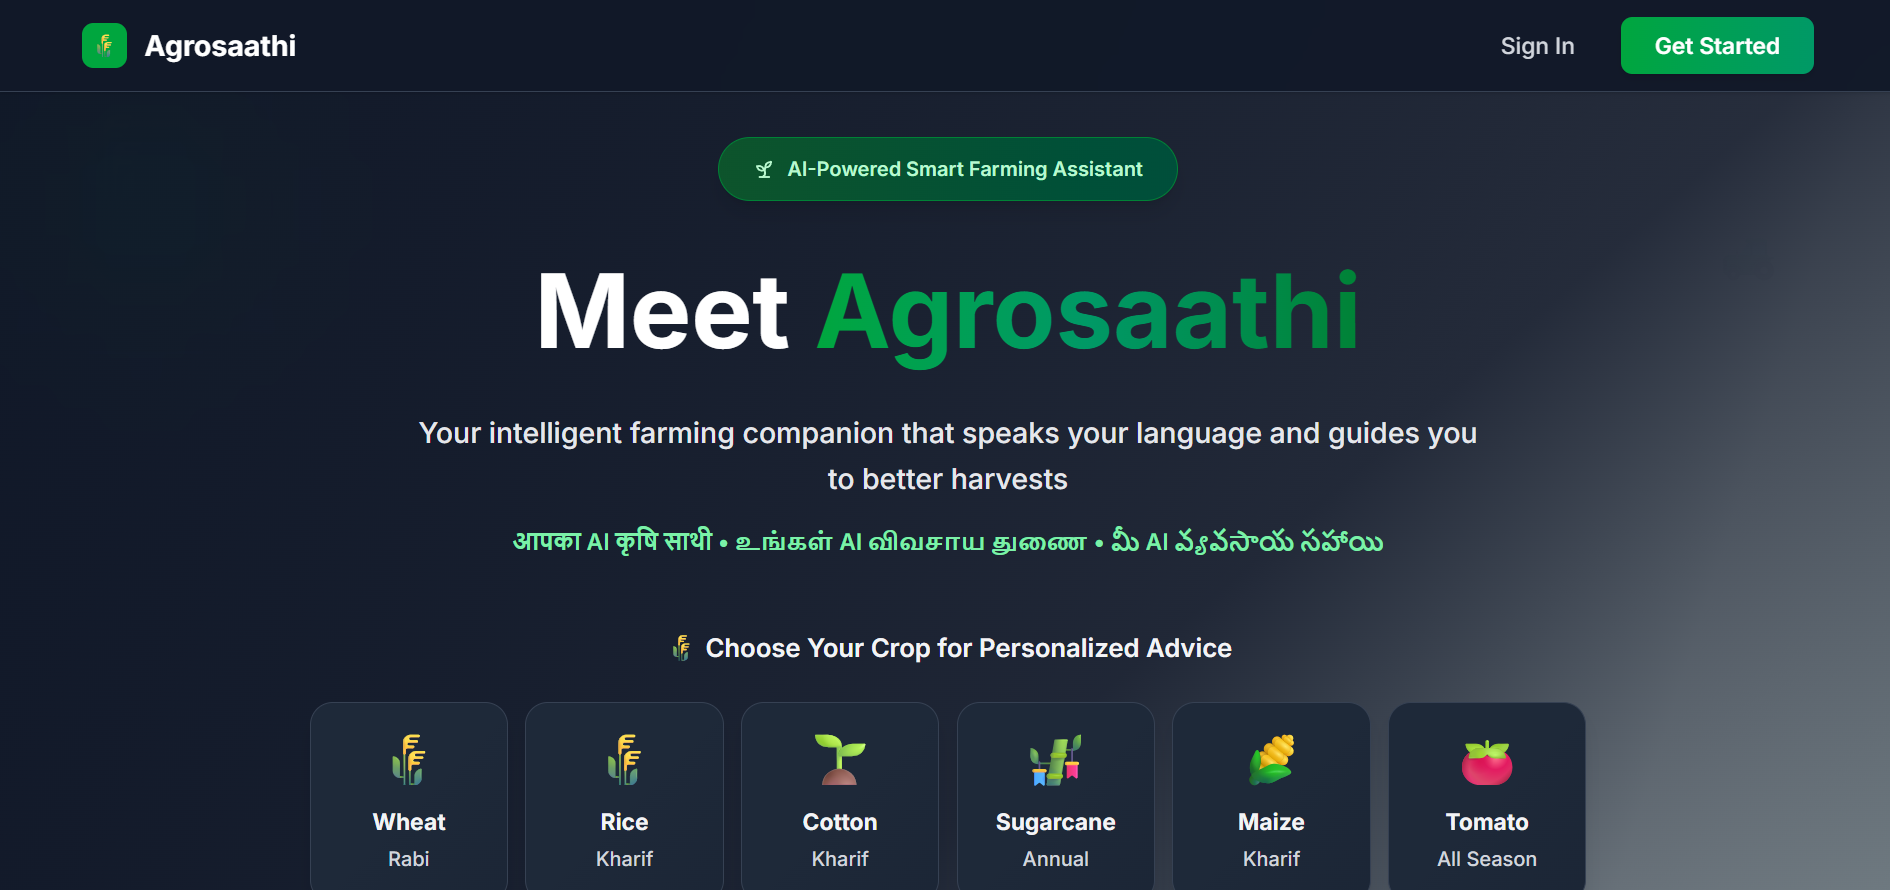 Agrosaathi
Sign In
Get Started
AI-Powered Smart Farming Assistant
Meet Agrosaathi
Your intelligent farming companion that speaks your language and guides you
to better harvests
आपका AI कृषि साथी • உங்கள் AI விவசாய துணை • మీ AI వ్యవసాయ సహాయి
Choose Your Crop for Personalized Advice
Wheat
Rabi
Rice
Kharif
Cotton
Kharif
Sugarcane
Annual
Maize
Kharif
Tomato
All Season